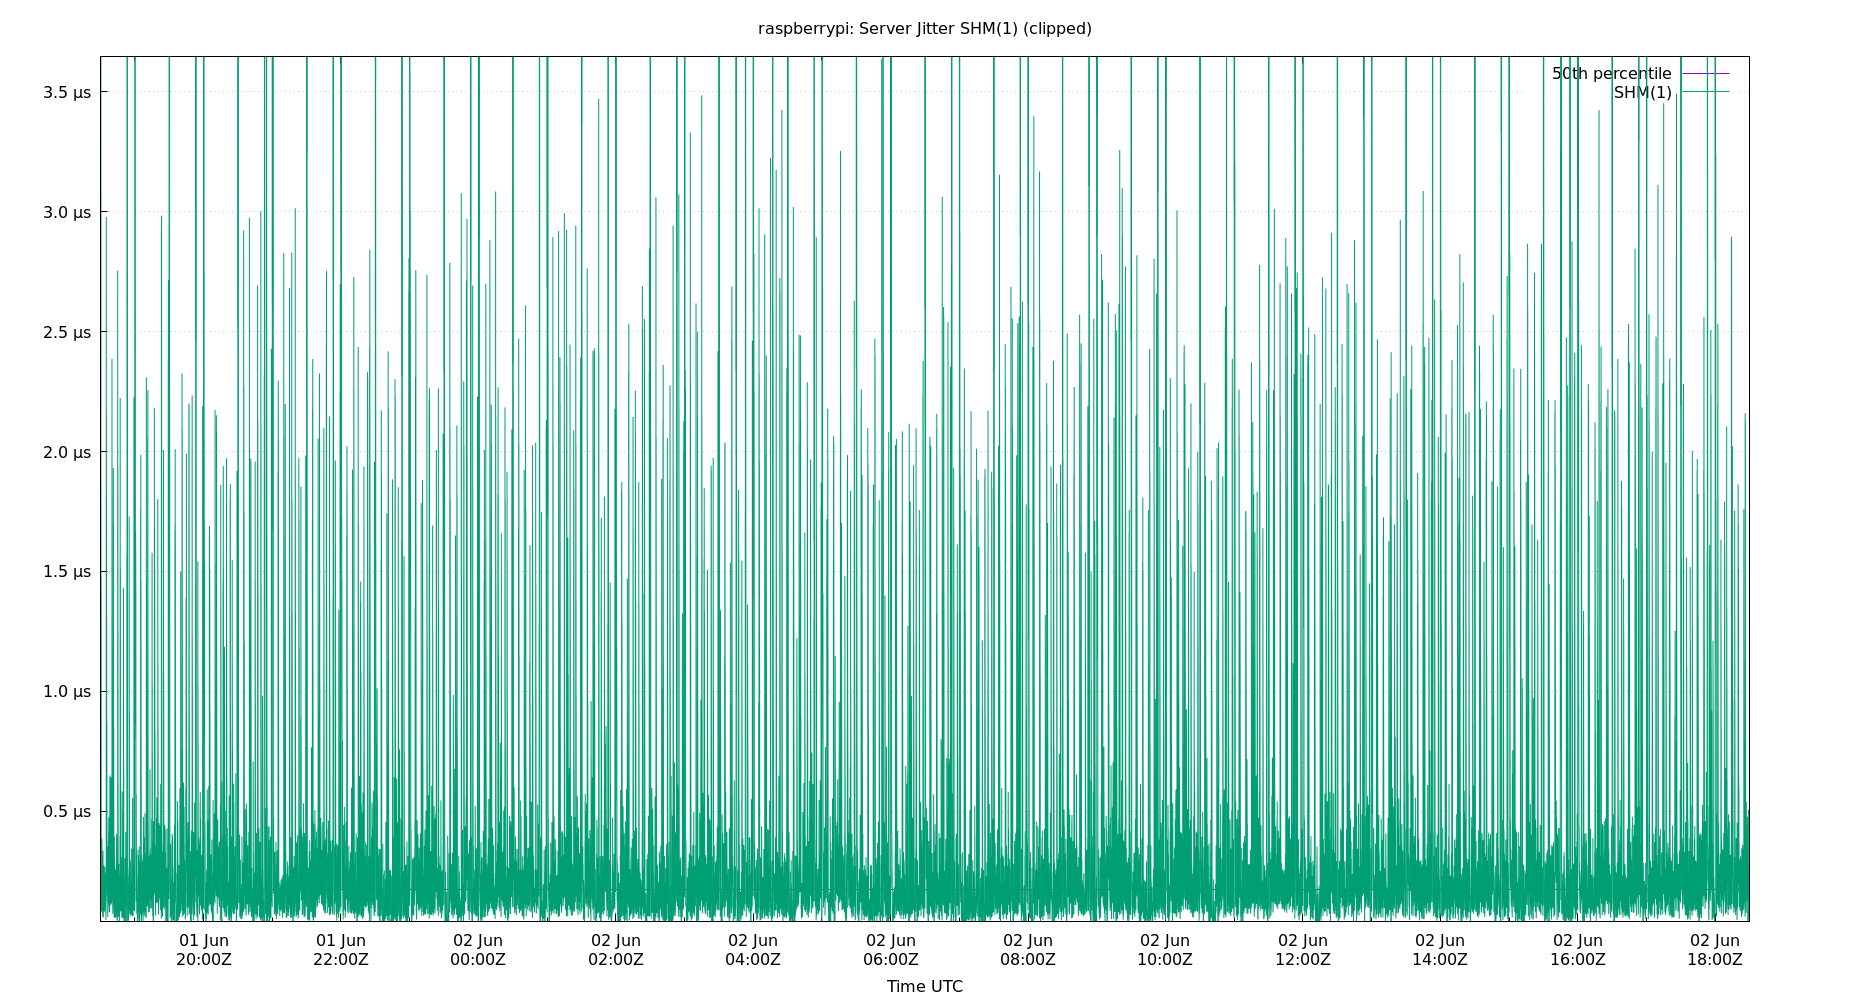 raspberrypi: Server Jitter SHM(1) (clipped)
50th percentile
SHM(1)
3.5 µs
3.0 µs
2.5 µs
2.0 µs
1.5 µs
1.0 µs
0.5 µs
01 Jun 01 Jun 02 Jun 02 Jun 02 Jun 02 Jun 02 Jun 02 Jun 02 Jun 02 Jun 02 Jun 02 Jun
20:00Z 22:00Z 00:00Z 02:00Z 04:00Z 06:00Z 08:00Z 10:00Z 12:00Z 14:00Z 16:00Z 18:00Z
Time UTC